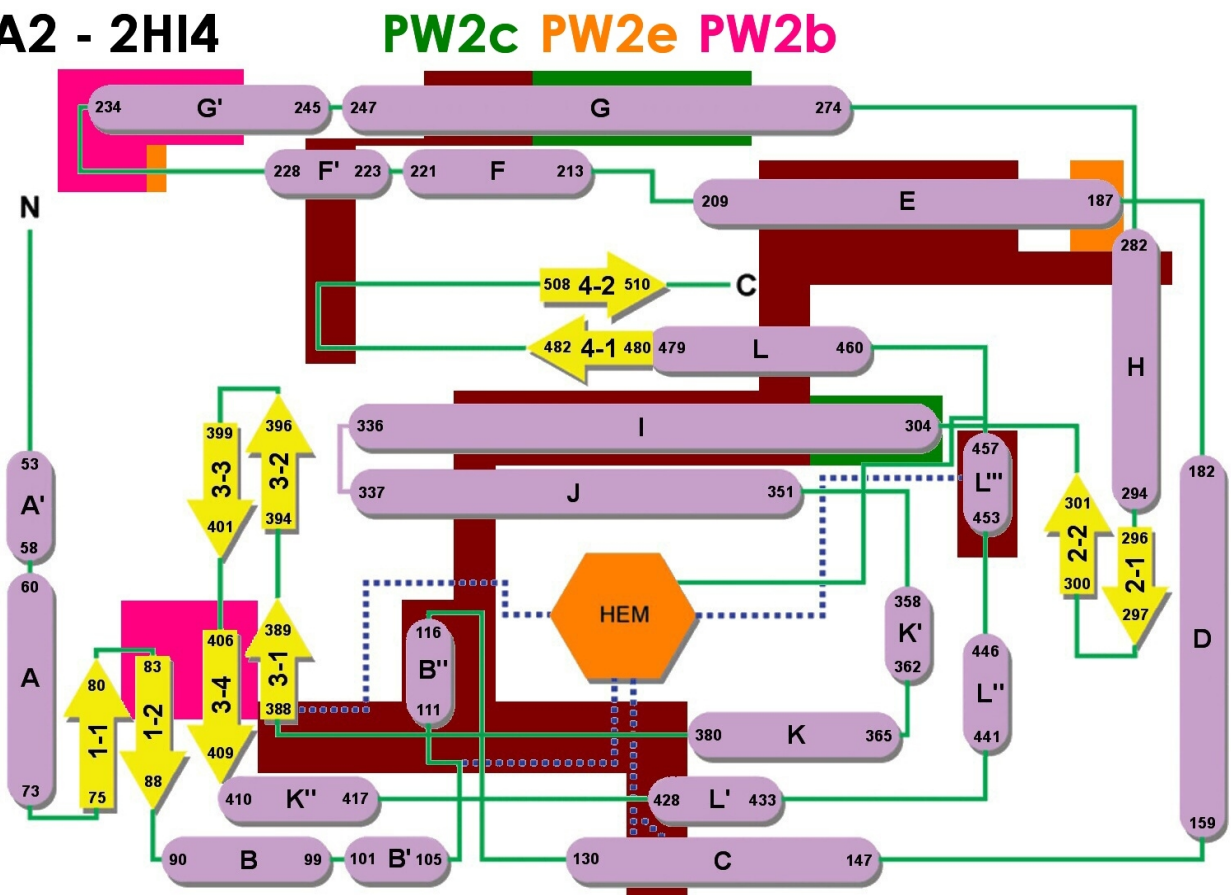 A2 - 2HI4 PW2c PW2e PW2b
234 G' 245 247 G 274
228 F' 223 221 F 213
209 E 187
N
282
508 4-2 510 C
482 4-1 480 479 L 460
H
336 I 304
399 396
3-3 3-2
401 394
457
L'''
453
53
A'
58
337 J 351
182
294
301
2-2
300
296
2-1
297
60
A
73
HEM
358
K'
362
116
B''
111
389
3-1
388
406
3-4
409
446
L''
441
D
159
80
1-1
75
83
1-2
88
380 K 365
410 K'' 417 428 L' 433
90 B 99 101 B' 105 130 C 147